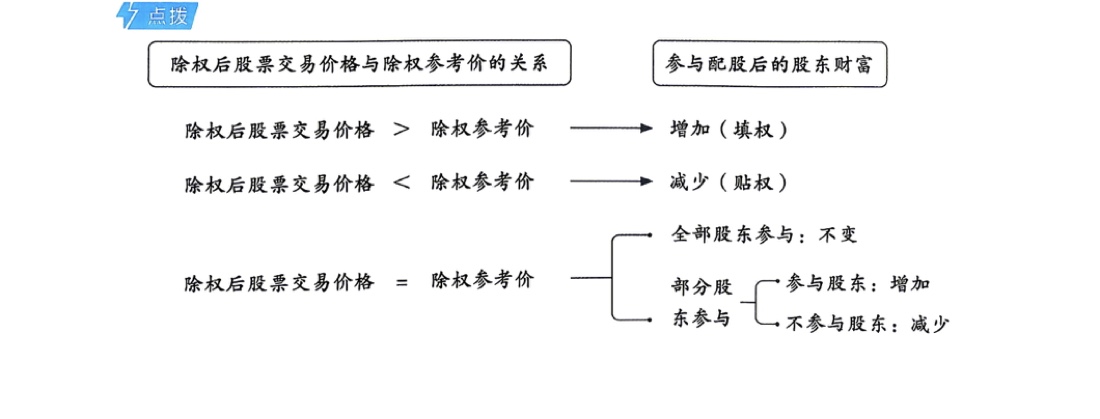 点拨
除权后股票交易价格与除权参考价的关系 参与配股后的股东财富
除权后股票交易价格 > 除权参考价 增加（填权）
除权后股票交易价格 < 除权参考价 减少（贴权）
全部股东参与：不变
除权后股票交易价格 = 除权参考价
部分股
东参与
参与股东：增加
不参与股东：减少